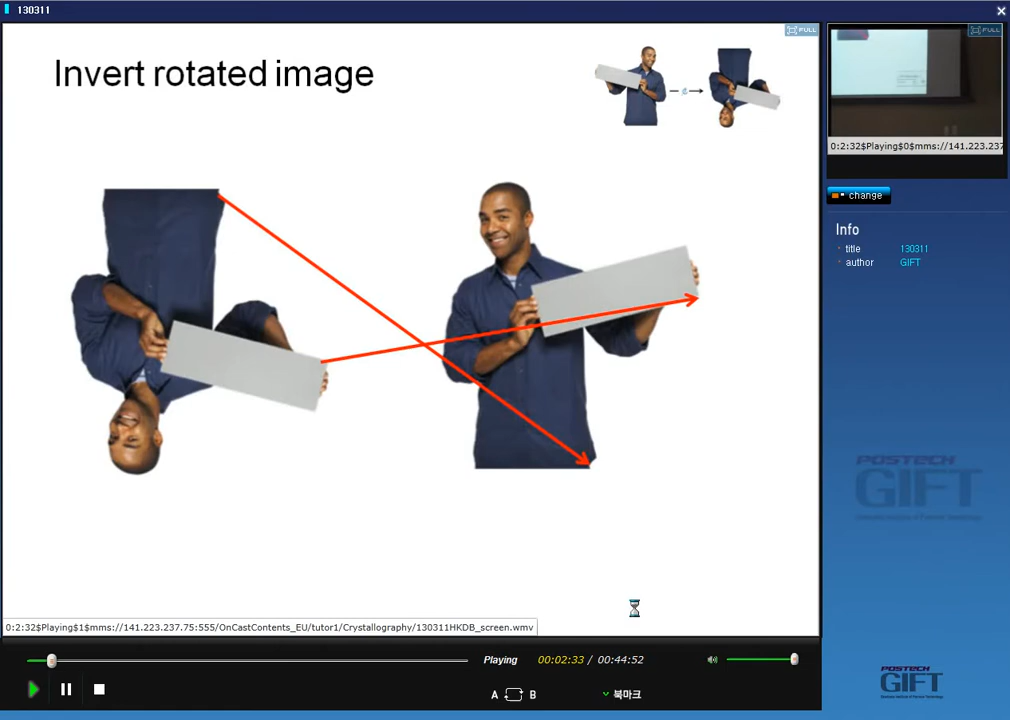 130311
FULL
Invert rotated image
FULL
0:2:32$Playing$0$mms://141.223.237
change
Info
title 130311
author GIFT
POSTECH
GIFT
0:2:32$Playing$1$mms://141.223.237.75:555/OnCastContents_EU/tutor1/Crystallography/130311HKDB_screen.wmv
Playing 00:02:33 / 00:44:52
A B 북마크
POSTECH
GIFT